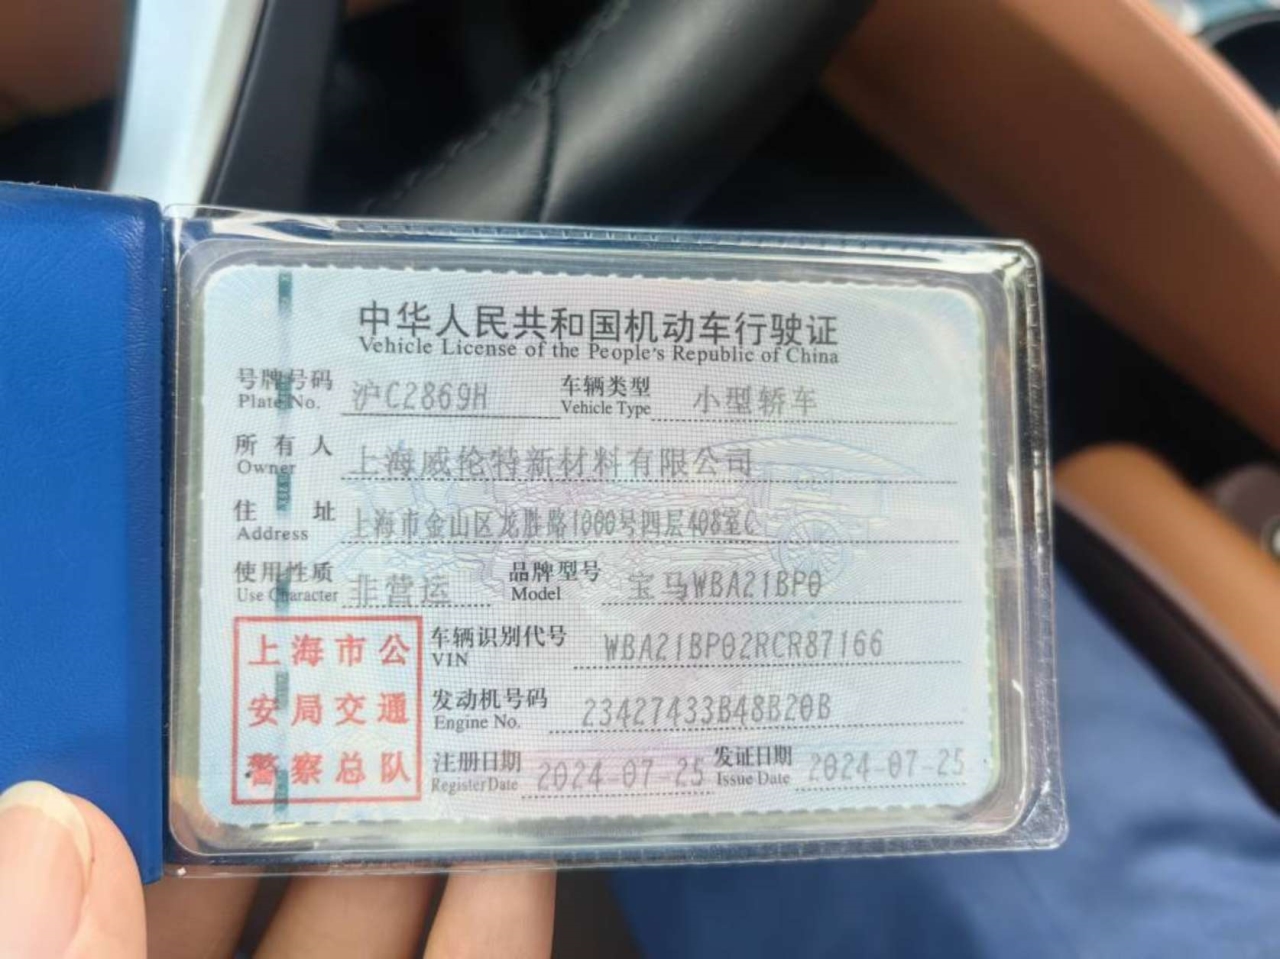 中华人民共和国机动车行驶证
Vehicle License of the People's Republic of China
号牌号码 沪C2869H 车辆类型 小型轿车
Plate No. Vehicle Type
所有人 上海威伦特新材料有限公司
Owner
住址 上海市金山区龙胜路1000号四层408室C
Address
使用性质 非营运 品牌型号 宝马WBA21BP0
Use Character Model
上海市公
安局交通
警察总队
车辆识别代号 WBA21BP02RCR87166
VIN
发动机号码 23427433B48B20B
Engine No.
注册日期 2024-07-25 发证日期 2024-07-25
Register Date Issue Date